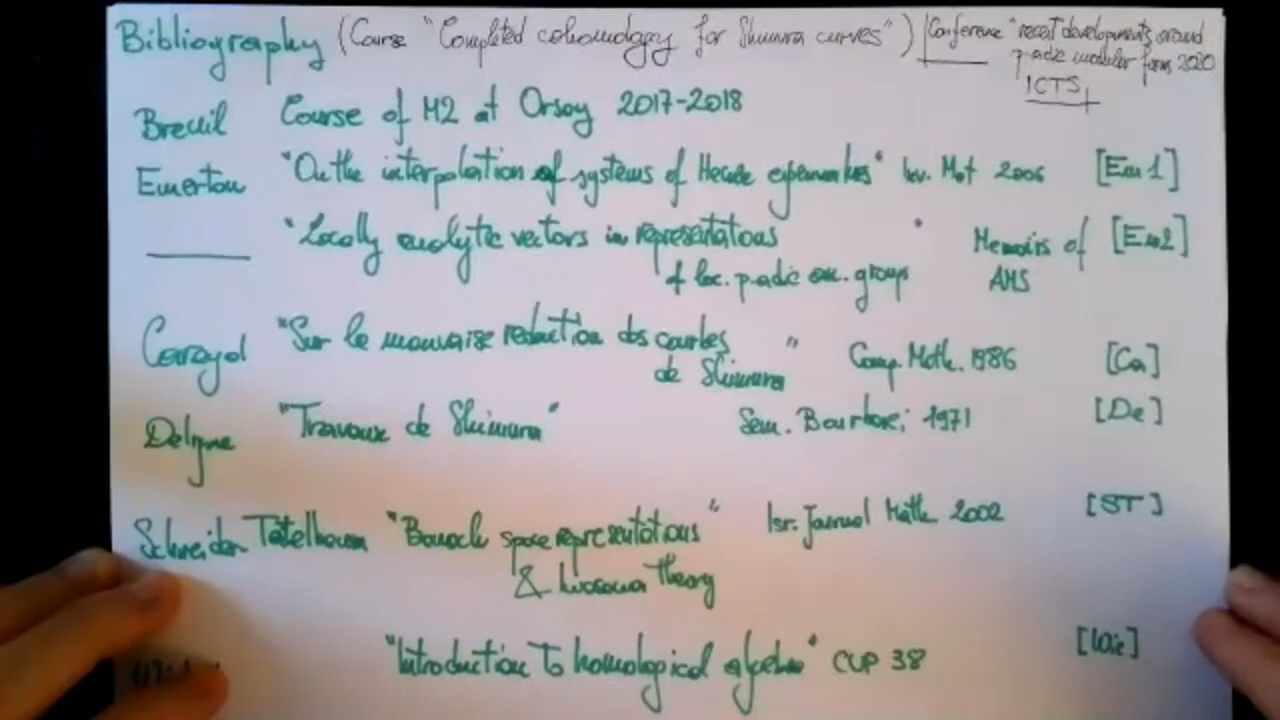 Bibliography (Course "Completed cohomology for Shimura curves") Conference "recent developments around
p-adic modular forms 2020
ICTS
Breuil Course of M2 at Orsay 2017-2018
Emerton "On the interpolation of systems of Hecke eigenvalues" Inv. Mat 2006 [Em1]
"Locally analytic vectors in representations
of loc. p-adic an. groups " Memoirs of AMS [Em2]
Carayol "Sur la mauvaise reduction des courbes
de Shimura " Comp. Math. 1986 [Ca]
Deligne "Travaux de Shimura" Sem. Bourbaki 1971 [De]
Schneider Teitelbaum "Banach space representations
& Iwasawa Theory " Isr. Journal Math 2002 [ST]
"Introduction to homological algebra" CUP 38 [Wie]